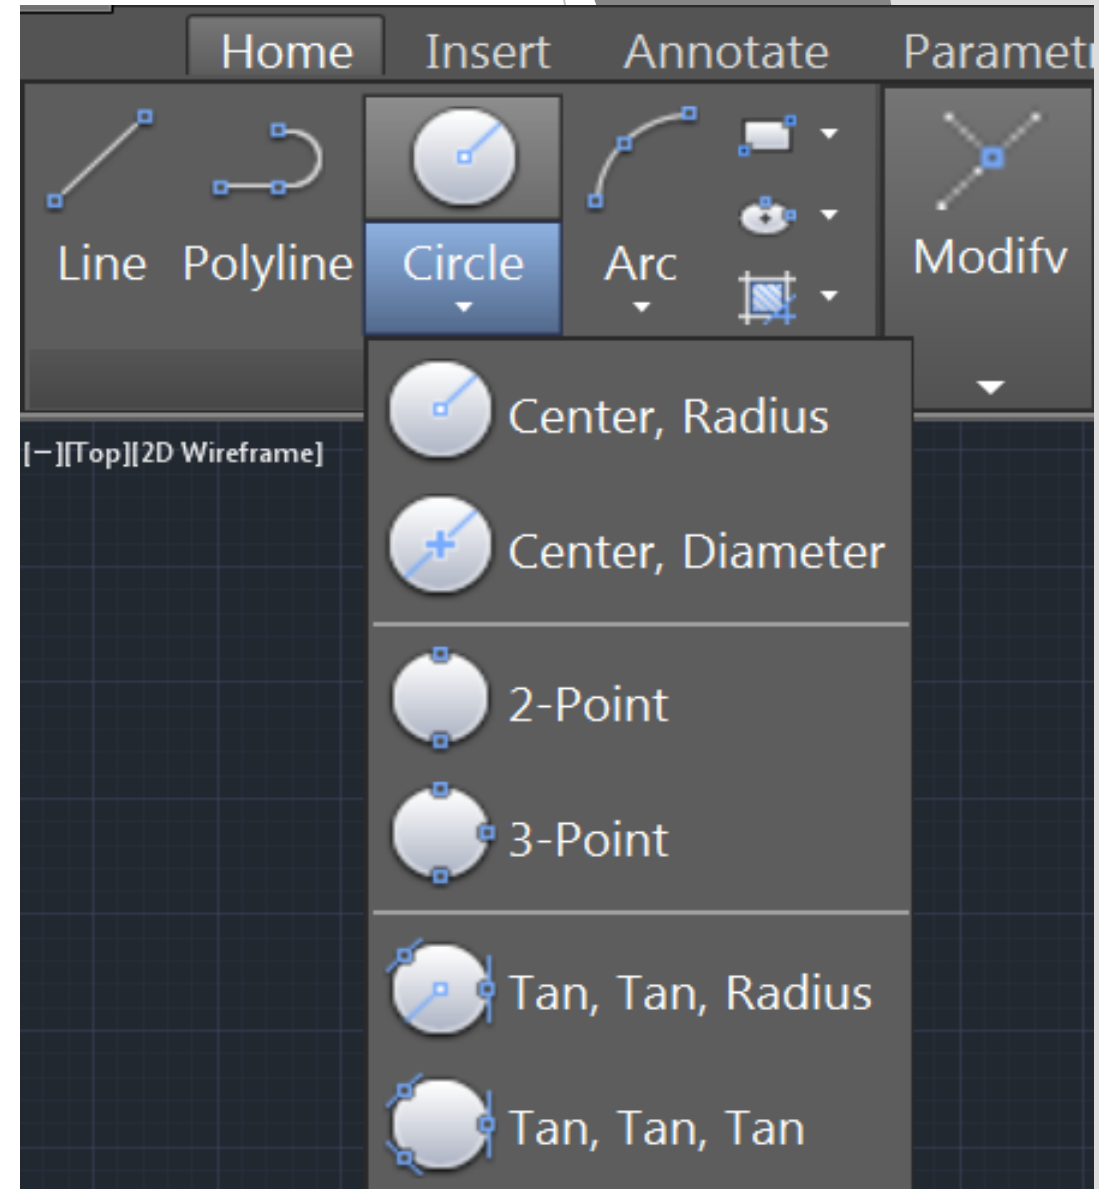 Home Insert Annotate Parametr
Line Polyline Circle Arc Modify
[−][Top][2D Wireframe]
Center, Radius
Center, Diameter
2-Point
3-Point
Tan, Tan, Radius
Tan, Tan, Tan